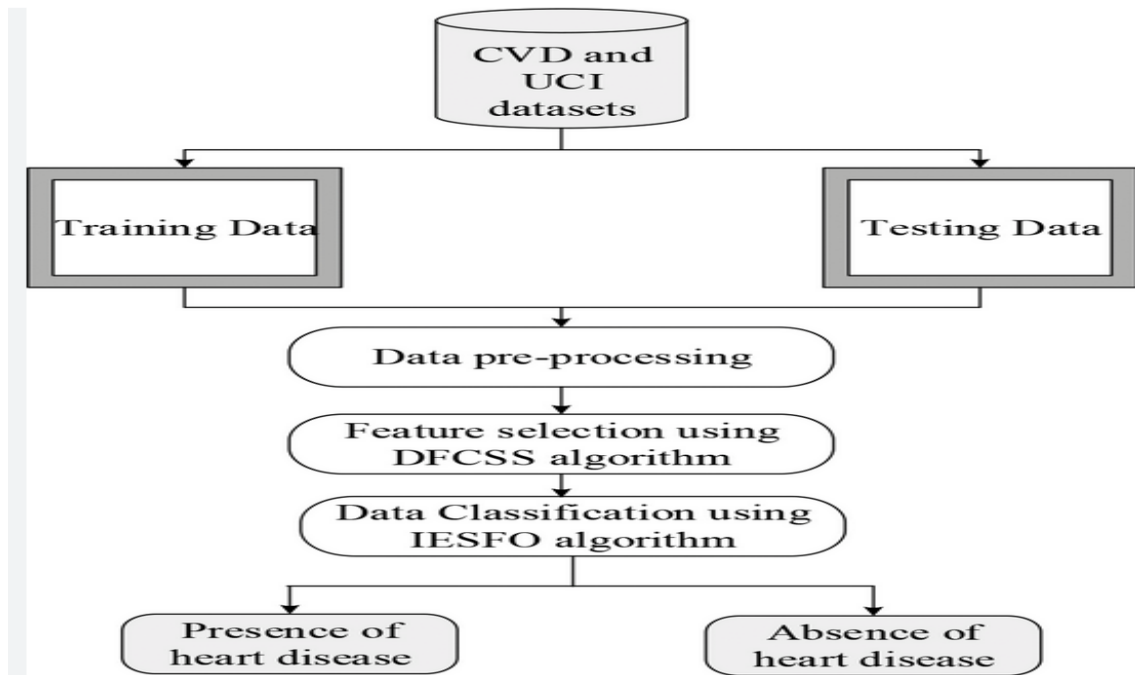 CVD and
UCI
datasets
Training Data
Testing Data
Data pre-processing
Feature selection using
DFCSS algorithm
Data Classification using
IESFO algorithm
Presence of
heart disease
Absence of
heart disease